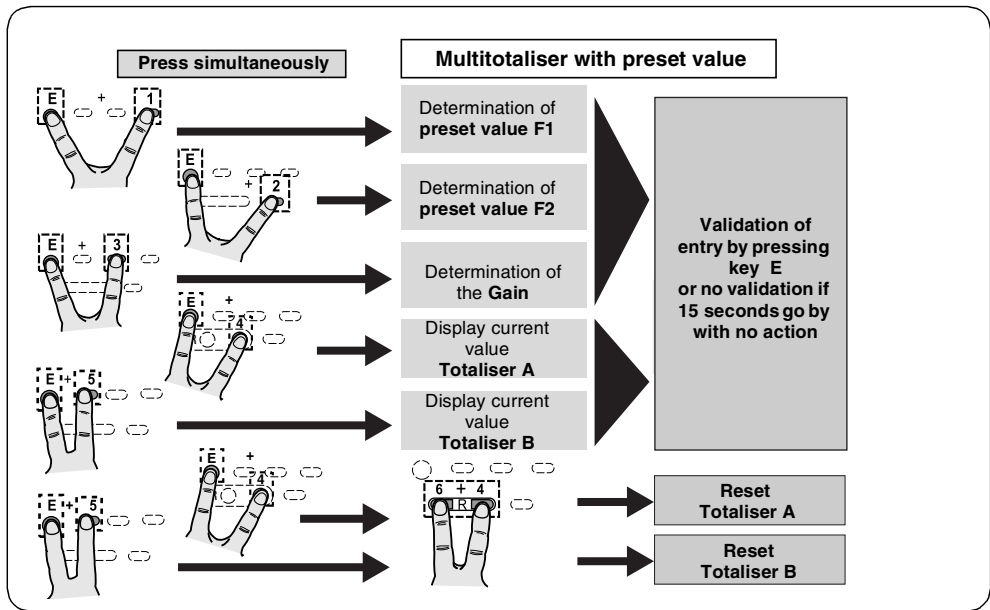 Press simultaneously
Multitotaliser with preset value
E + 1
Determination of
preset value F1
E
+ 2
Determination of
preset value F2
E + 3
Determination of
the Gain
E +
4
Display current
value
Totaliser A
E + 5
Display current
value
Totaliser B
Validation of
entry by pressing
key E
or no validation if
15 seconds go by
with no action
E +
4
6 + 4
R
Reset
Totaliser A
E + 5
Reset
Totaliser B